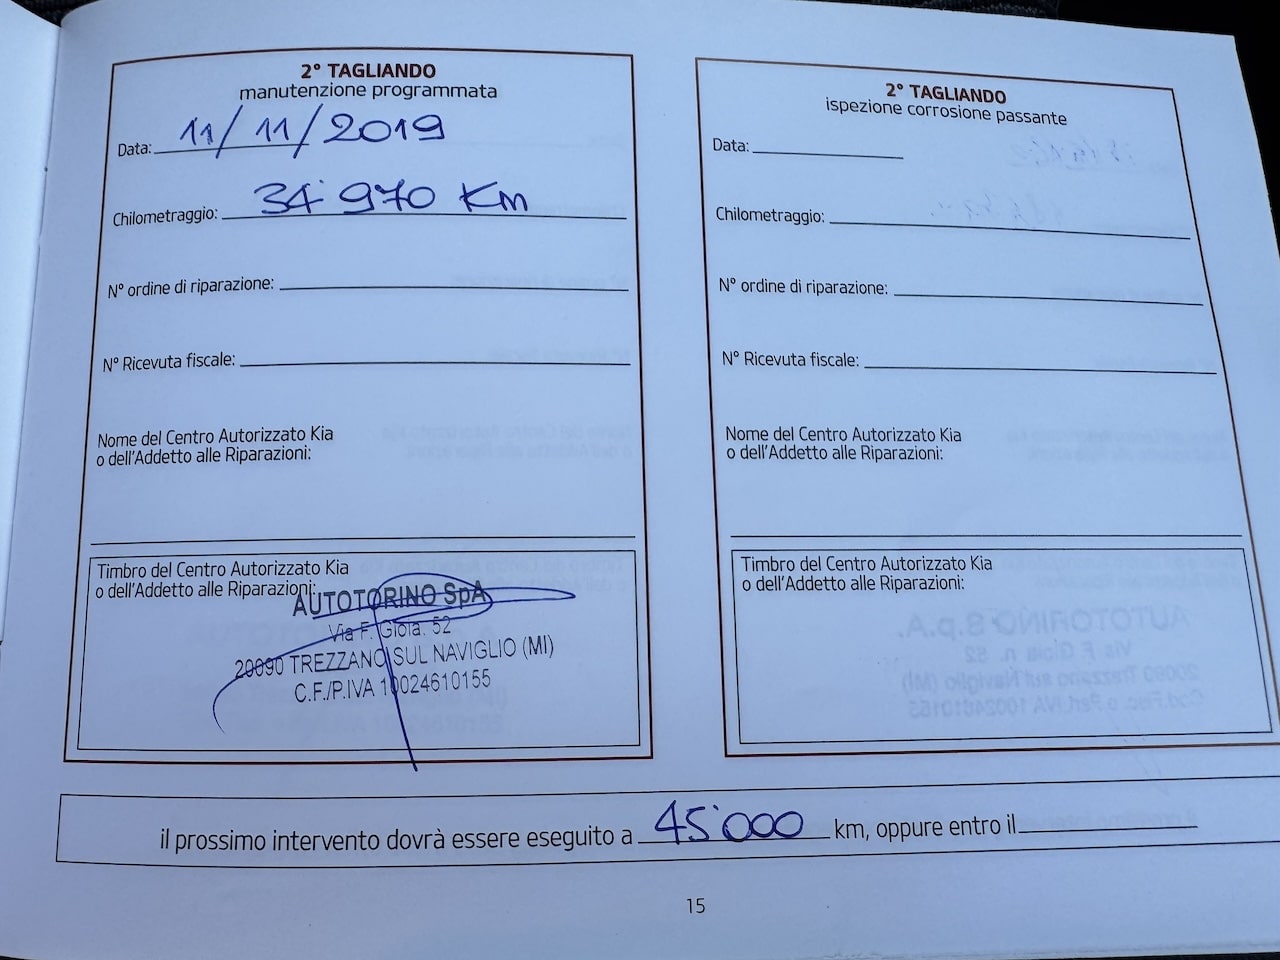 2° TAGLIANDO
manutenzione programmata
Data: 11/11/2019
Chilometraggio: 34'970 Km
N° ordine di riparazione:
N° Ricevuta fiscale:
Nome del Centro Autorizzato Kia
o dell'Addetto alle Riparazioni:
Timbro del Centro Autorizzato Kia
o dell'Addetto alle Riparazioni:
AUTOTORINO SpA
Via F. Gioia. 52
20090 TREZZANO SUL NAVIGLIO (MI)
C.F./P.IVA 10024610155
2° TAGLIANDO
ispezione corrosione passante
Data:
Chilometraggio:
N° ordine di riparazione:
N° Ricevuta fiscale:
Nome del Centro Autorizzato Kia
o dell'Addetto alle Riparazioni:
Timbro del Centro Autorizzato Kia
o dell'Addetto alle Riparazioni:
il prossimo intervento dovrà essere eseguito a 45'000 km, oppure entro il
15